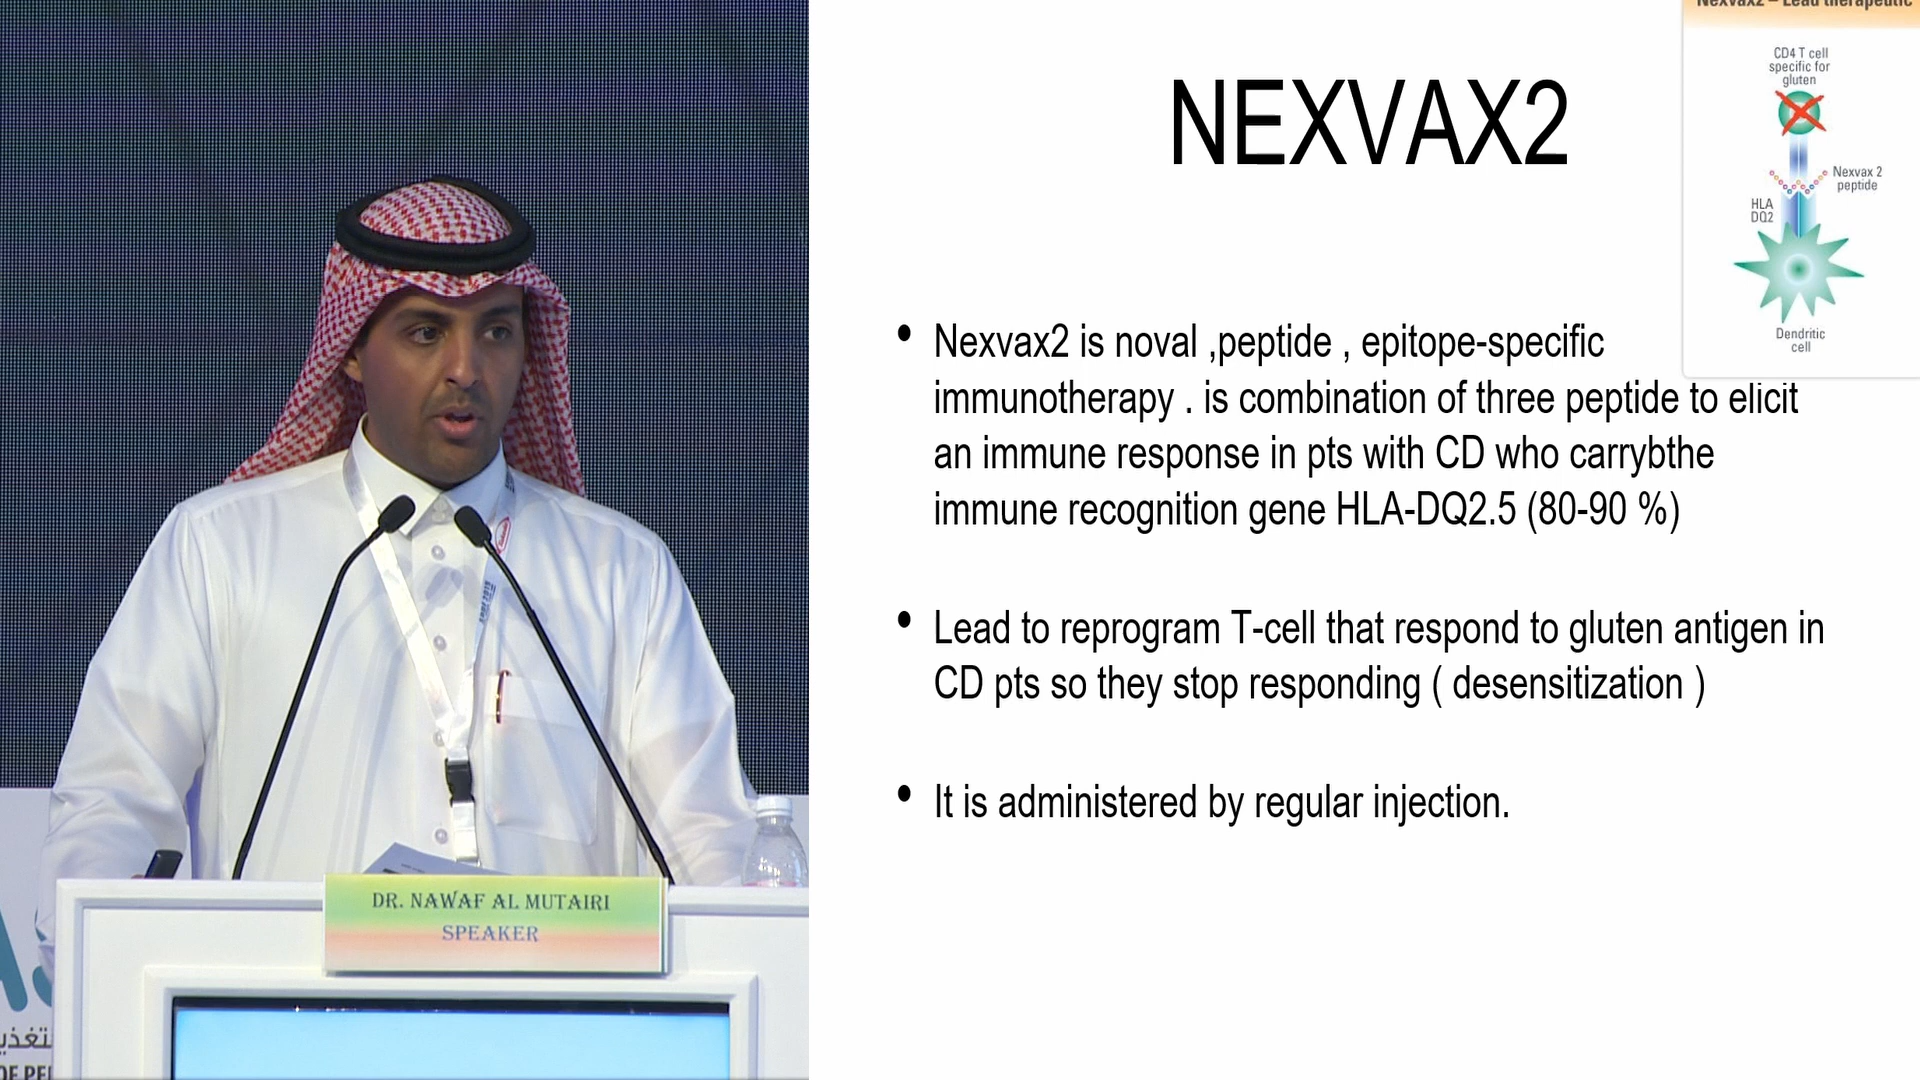 NEXVAX2
Nexvax2 – Lead therapeutic
CD4 T cell
specific for
gluten
Nexvax 2
peptide
HLA
DQ2
Dendritic
cell
• Nexvax2 is noval ,peptide , epitope-specific
immunotherapy . is combination of three peptide to elicit
an immune response in pts with CD who carrybthe
immune recognition gene HLA-DQ2.5 (80-90 %)
• Lead to reprogram T-cell that respond to gluten antigen in
CD pts so they stop responding ( desensitization )
• It is administered by regular injection.
DR. NAWAF AL MUTAIRI
SPEAKER